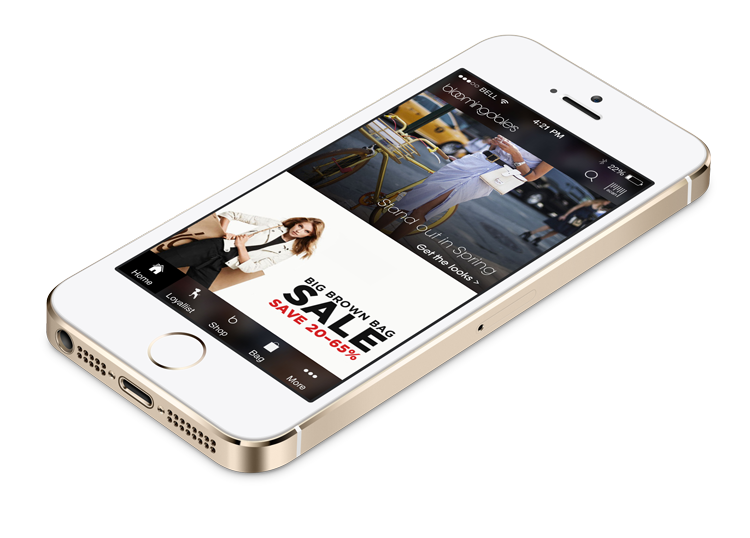 BELL
4:21 PM
22%
bloomingdales
Stand out in Spring
Get the looks >
BIG BROWN BAG
SALE
SAVE 20-65%
Home
Loyallist
Shop
Bag
More